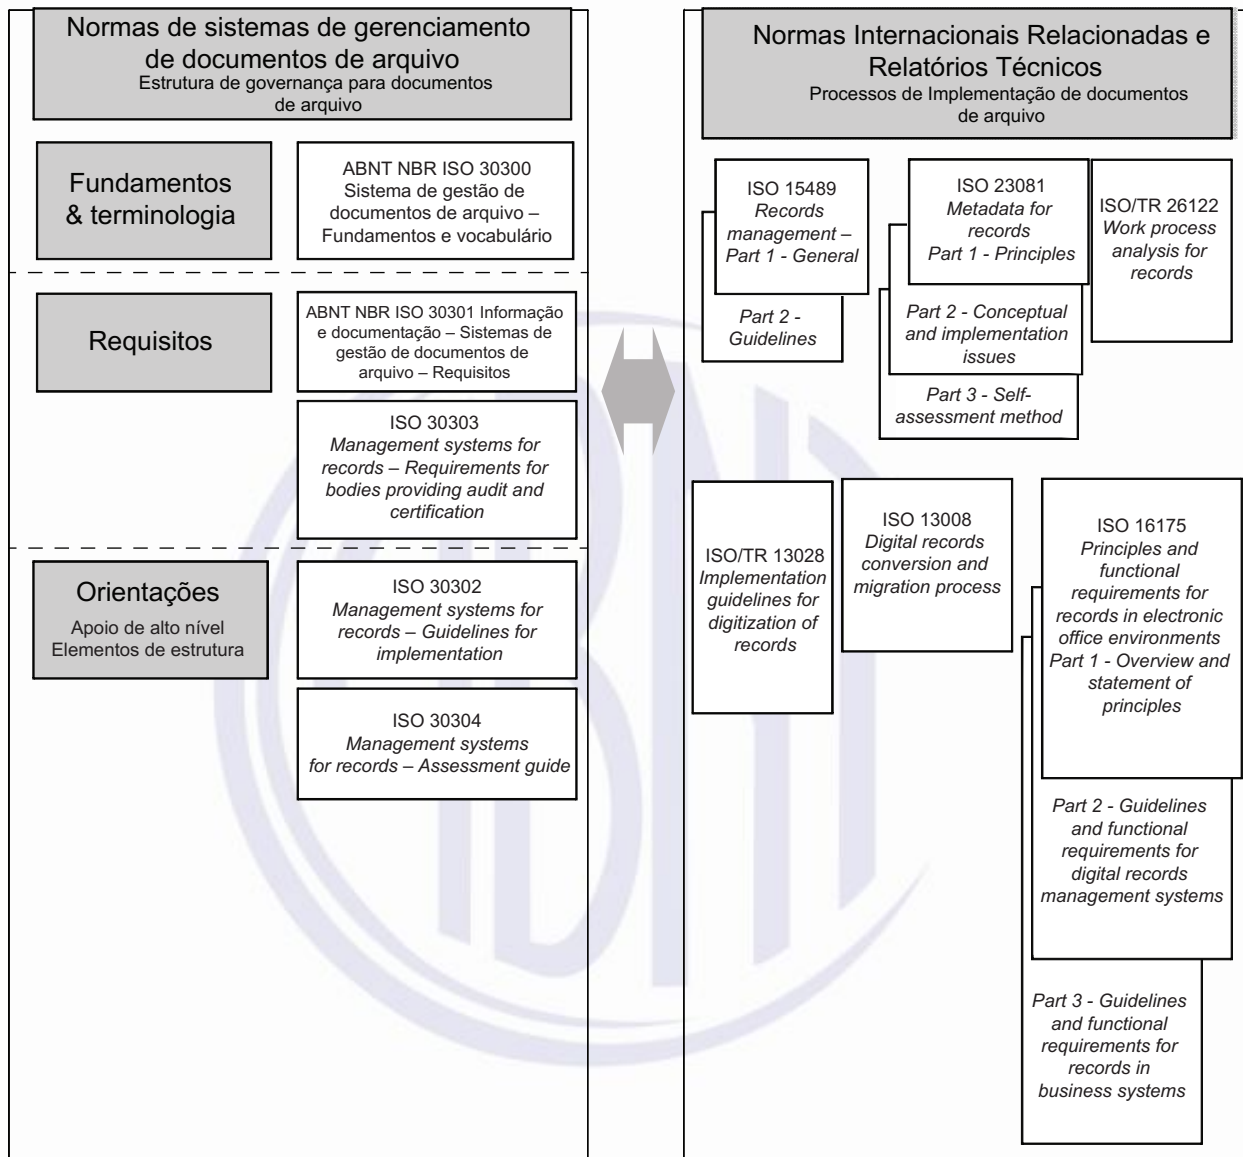 Normas de sistemas de gerenciamento
de documentos de arquivo
Estrutura de governança para documentos
de arquivo
Fundamentos
& terminologia
ABNT NBR ISO 30300
Sistema de gestão de
documentos de arquivo –
Fundamentos e vocabulário
Requisitos
ABNT NBR ISO 30301 Informação
e documentação – Sistemas de
gestão de documentos de
arquivo – Requisitos
ISO 30303
Management systems for
records – Requirements for
bodies providing audit and
certification
Orientações
Apoio de alto nível
Elementos de estrutura
ISO 30302
Management systems for
records – Guidelines for
implementation
ISO 30304
Management systems
for records – Assessment guide
Normas Internacionais Relacionadas e
Relatórios Técnicos
Processos de Implementação de documentos
de arquivo
ISO 15489
Records
management –
Part 1 - General
Part 2 -
Guidelines
ISO 23081
Metadata for
records
Part 1 - Principles
Part 2 - Conceptual
and implementation
issues
Part 3 - Self-
assessment method
ISO/TR 26122
Work process
analysis for
records
ISO/TR 13028
Implementation
guidelines for
digitization of
records
ISO 13008
Digital records
conversion and
migration process
ISO 16175
Principles and
functional
requirements for
records in electronic
office environments
Part 1 - Overview and
statement of
principles
Part 2 - Guidelines
and functional
requirements for
digital records
management systems
Part 3 - Guidelines
and functional
requirements for
records in
business systems
ABNT